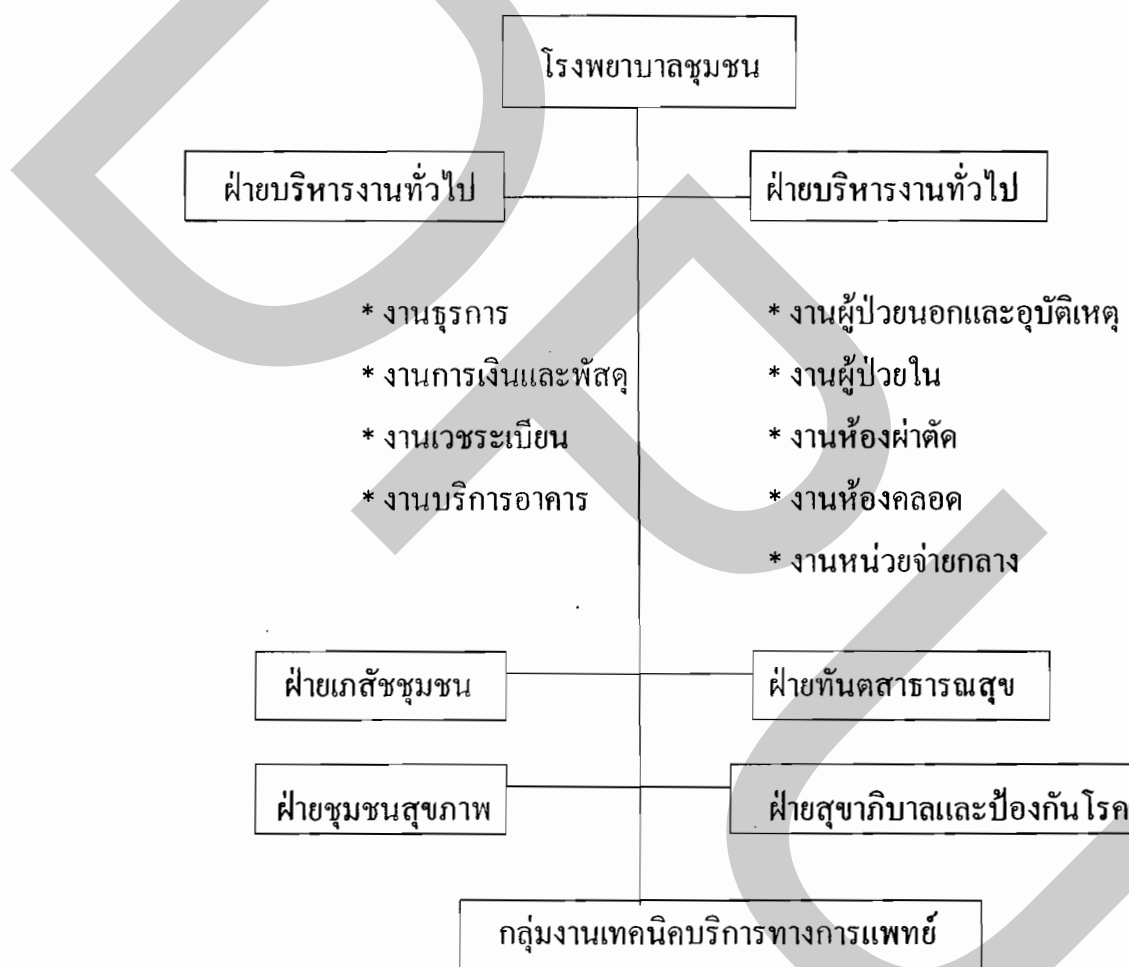 โรงพยาบาลชุมชน
ฝ่ายบริหารงานทั่วไป
ฝ่ายบริหารงานทั่วไป
* งานธุรการ
* งานการเงินและพัสดุ
* งานเวชระเบียน
* งานบริการอาคาร
* งานผู้ป่วยนอกและอุบัติเหตุ
* งานผู้ป่วยใน
* งานห้องผ่าตัด
* งานห้องคลอด
* งานหน่วยจ่ายกลาง
ฝ่ายเภสัชชุมชน
ฝ่ายทันตสาธารณสุข
ฝ่ายชุมชนสุขภาพ
ฝ่ายสุขาภิบาลและป้องกันโรค
กลุ่มงานเทคนิคบริการทางการแพทย์
DPU